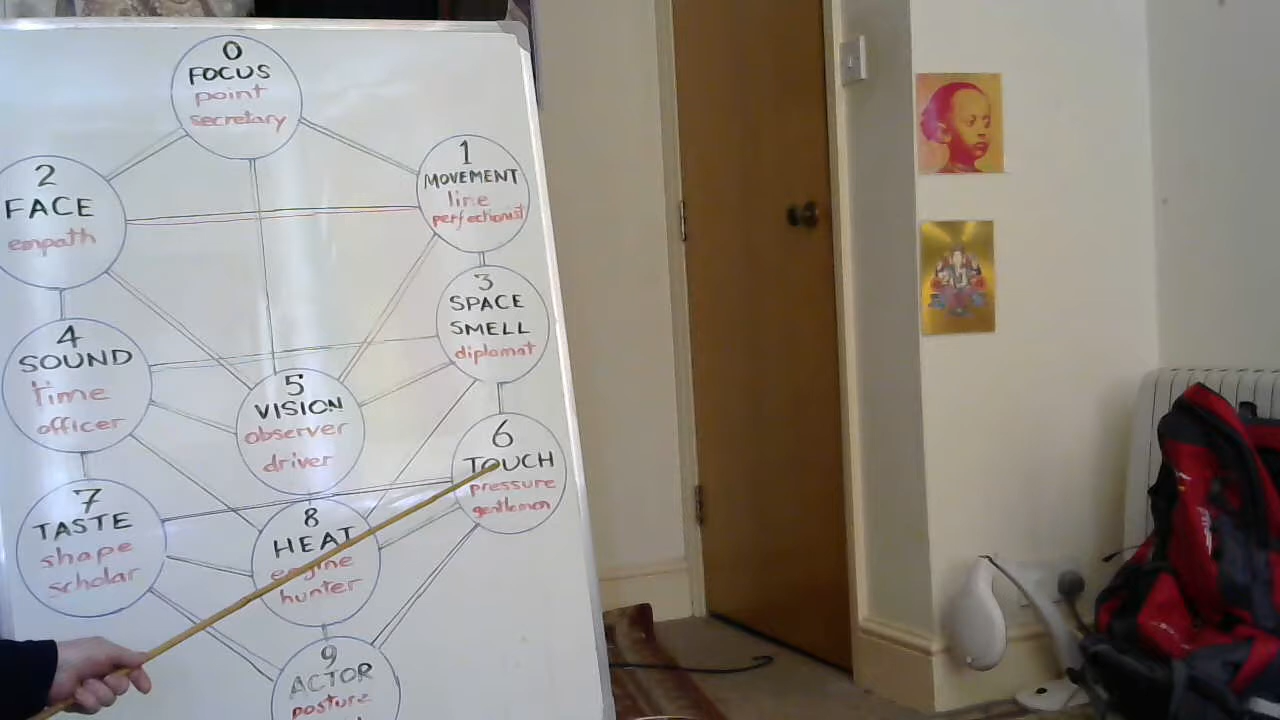 0
FOCUS
point
secretary
1
MOVEMENT
line
perfectionist
2
FACE
empath
3
SPACE
SMELL
diplomat
4
SOUND
time
officer
5
VISION
observer
driver
6
TOUCH
pressure
gentleman
7
TASTE
shape
scholar
8
HEAT
engine
hunter
9
ACTOR
posture